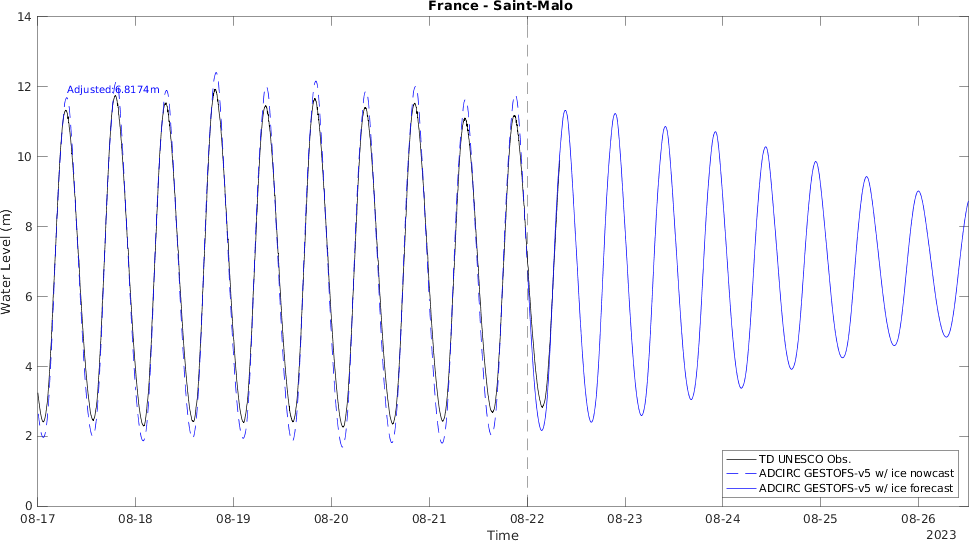 France - Saint-Malo
14
12
10
8
6
4
2
0
Water Level (m)
Adjusted:6.8174m
TD UNESCO Obs.
ADCIRC GESTOFS-v5 w/ ice nowcast
ADCIRC GESTOFS-v5 w/ ice forecast
08-17 08-18 08-19 08-20 08-21 08-22 08-23 08-24 08-25 08-26
Time
2023